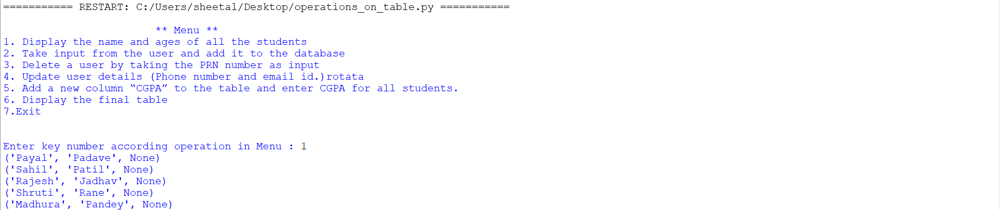 =========== RESTART: C:/Users/sheetal/Desktop/operations_on_table.py ===========
** Menu **
1. Display the name and ages of all the students
2. Take input from the user and add it to the database
3. Delete a user by taking the PRN number as input
4. Update user details (Phone number and email id.)rotata
5. Add a new column “CGPA” to the table and enter CGPA for all students.
6. Display the final table
7.Exit
Enter key number according operation in Menu : 1
('Payal', 'Padave', None)
('Sahil', 'Patil', None)
('Rajesh', 'Jadhav', None)
('Shruti', 'Rane', None)
('Madhura', 'Pandey', None)